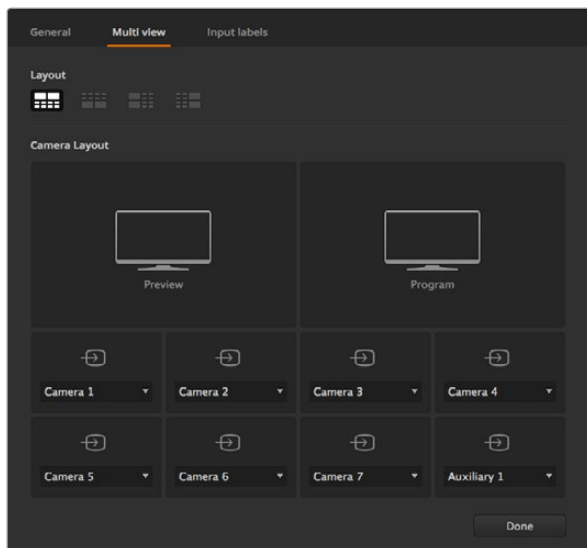 General Multi view Input labels
Layout
Camera Layout
Preview Program
Camera 1 Camera 2 Camera 3 Camera 4
Camera 5 Camera 6 Camera 7 Auxiliary 1
Done